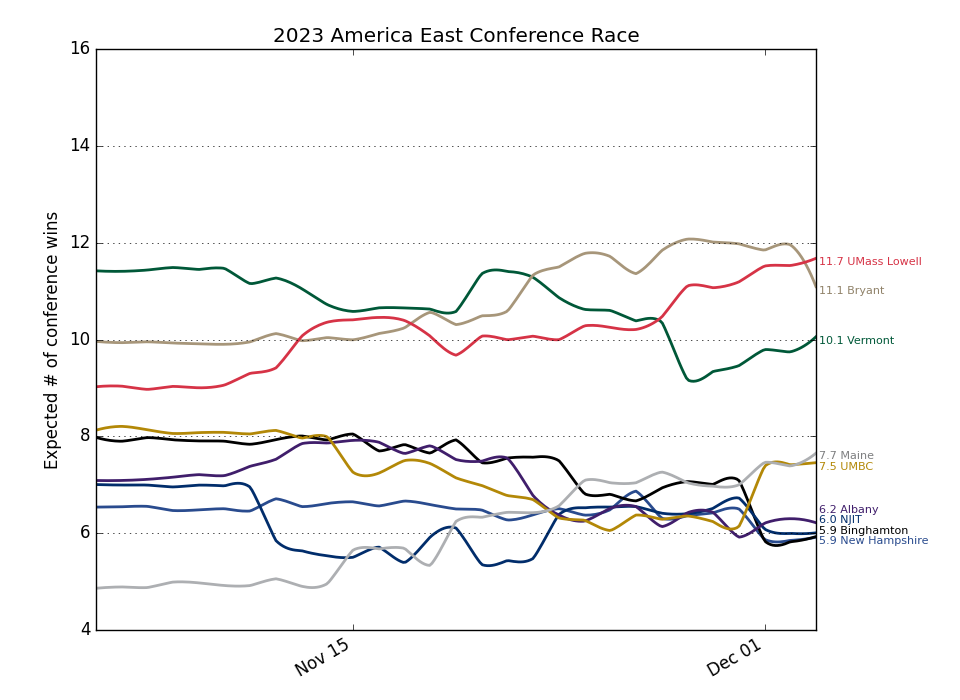 2023 America East Conference Race
Expected # of conference wins
16
14
12
10
8
6
4
Nov 15
Dec 01
11.7 UMass Lowell
11.1 Bryant
10.1 Vermont
7.7 Maine
7.5 UMBC
6.2 Albany
6.0 NJIT
5.9 Binghamton
5.9 New Hampshire